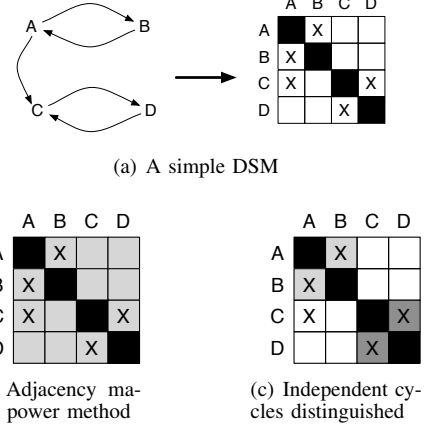 A B C D
A B
A X
B X
C X X
D X
C D
(a) A simple DSM
A B C D
A X
B X
C X X
D X
Adjacency ma-
power method
A B C D
A X
B X
C X X
D X
(c) Independent cy-
cles distinguished